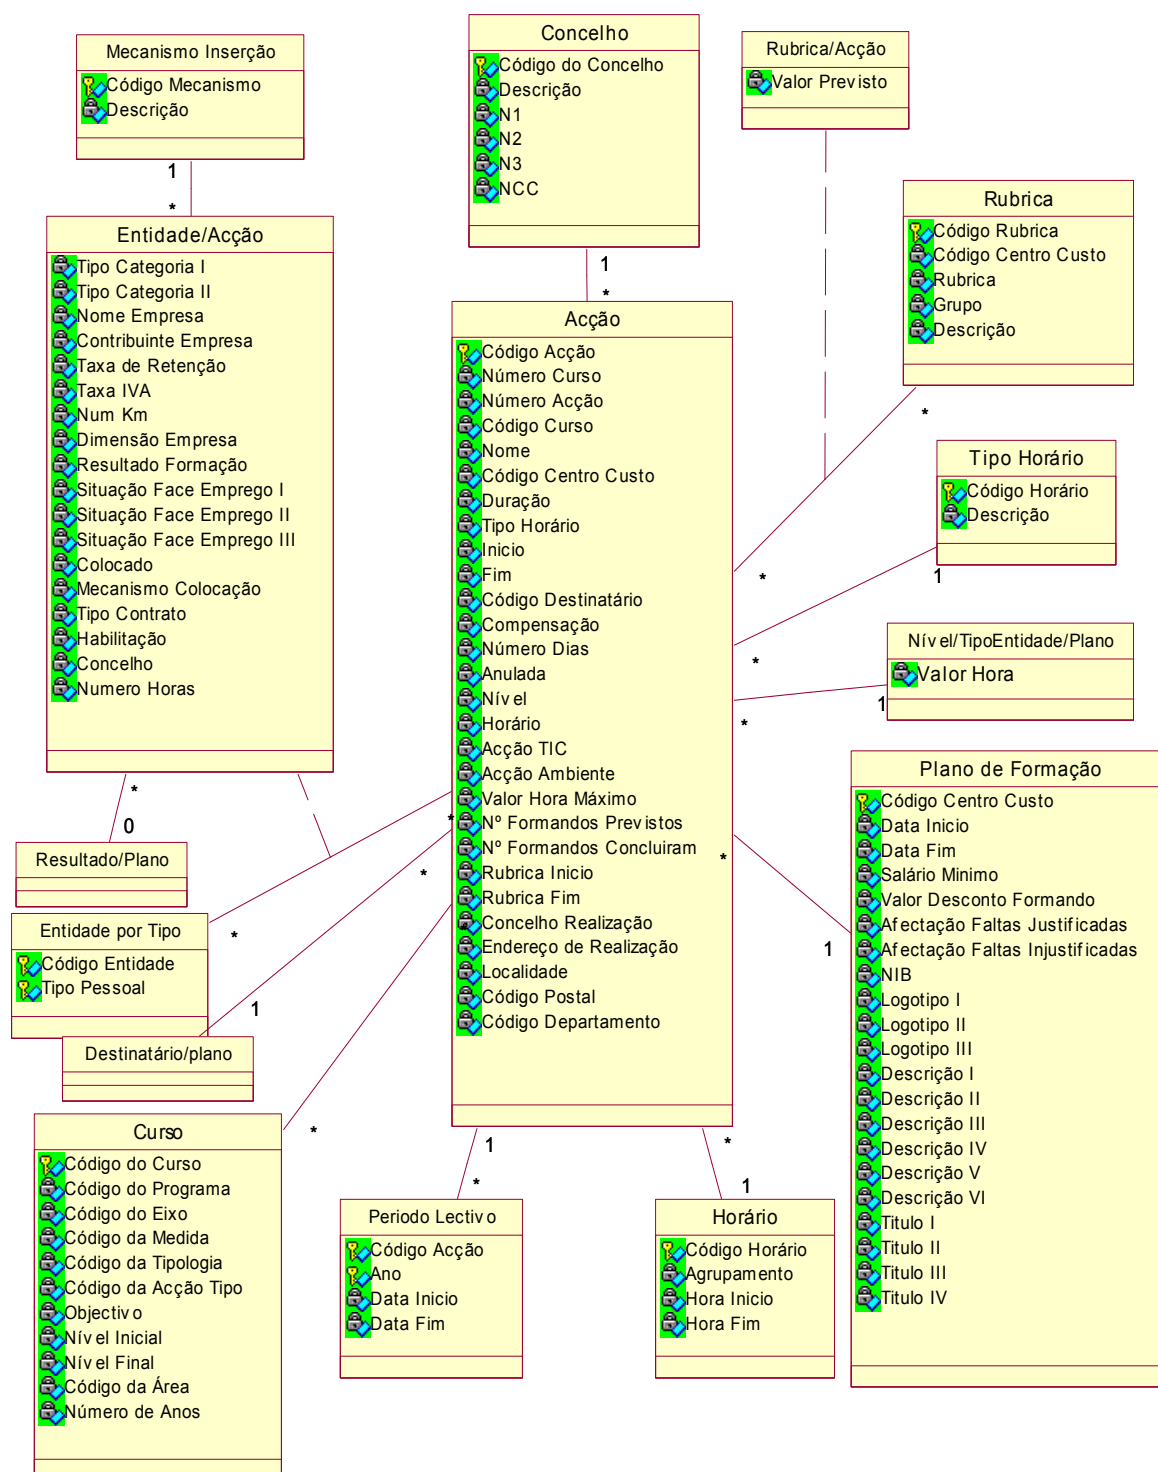 Mecanismo Inserção
Código Mecanismo
Descrição
1
*
Concelho
Código do Concelho
Descrição
N1
N2
N3
NCC
1
*
Rubrica/Acção
Valor Previsto
Rubrica
Código Rubrica
Código Centro Custo
Rubrica
Grupo
Descrição
*
*
Entidade/Acção
Tipo Categoria I
Tipo Categoria II
Nome Empresa
Contribuinte Empresa
Taxa de Retenção
Taxa IVA
Num Km
Dimensão Empresa
Resultado Formação
Situação Face Emprego I
Situação Face Emprego II
Situação Face Emprego III
Colocado
Mecanismo Colocação
Tipo Contrato
Habilitação
Concelho
Numero Horas
*
0
Resultado/Plano
Acção
Código Acção
Número Curso
Número Acção
Código Curso
Nome
Código Centro Custo
Duração
Tipo Horário
Inicio
Fim
Código Destinatário
Compensação
Número Dias
Anulada
Nível
Horário
Acção TIC
Acção Ambiente
Valor Hora Máximo
Nº Formandos Previstos
Nº Formandos Concluiram
Rubrica Inicio
Rubrica Fim
Concelho Realização
Endereço de Realização
Localidade
Código Postal
Código Departamento
Tipo Horário
Código Horário
Descrição
1
*
Nível/TipoEntidade/Plano
Valor Hora
1
*
Plano de Formação
Código Centro Custo
Data Inicio
Data Fim
Salário Minimo
Valor Desconto Formando
Afectação Faltas Justificadas
Afectação Faltas Injustificadas
NIB
Logotipo I
Logotipo II
Logotipo III
Descrição I
Descrição II
Descrição III
Descrição IV
Descrição V
Descrição VI
Titulo I
Titulo II
Titulo III
Titulo IV
*
1
Entidade por Tipo
Código Entidade
Tipo Pessoal
*
*
Destinatário/plano
1
*
Curso
Código do Curso
Código do Programa
Código do Eixo
Código da Medida
Código da Tipologia
Código da Acção Tipo
Objectivo
Nível Inicial
Nível Final
Código da Área
Número de Anos
*
*
1
*
Periodo Lectivo
Código Acção
Ano
Data Inicio
Data Fim
*
1
Horário
Código Horário
Agrupamento
Hora Inicio
Hora Fim